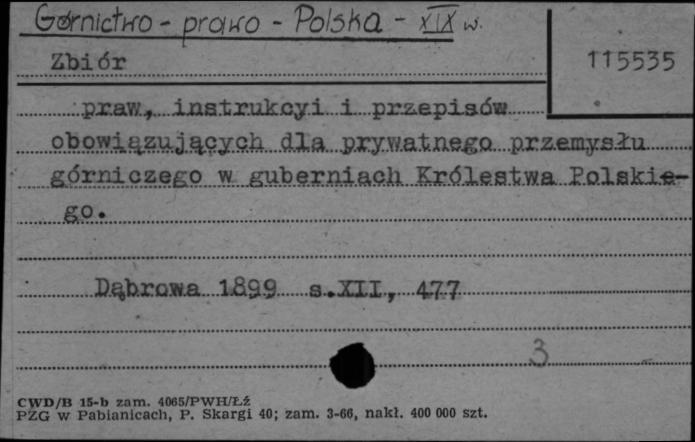 Górnictwo - prawo - Polska - XIX w.
Zbiór
115535
praw, instrukcyi i przepisów
obowiązujących dla prywatnego przemysłu
górniczego w guberniach Królestwa Polskie-
go.
Dąbrowa 1899 s.XII, 477
3
CWD/B 15-b zam. 4065/PWH/Łź
PZG w Pabianicach, P. Skargi 40; zam. 3-66, nakł. 400 000 szt.